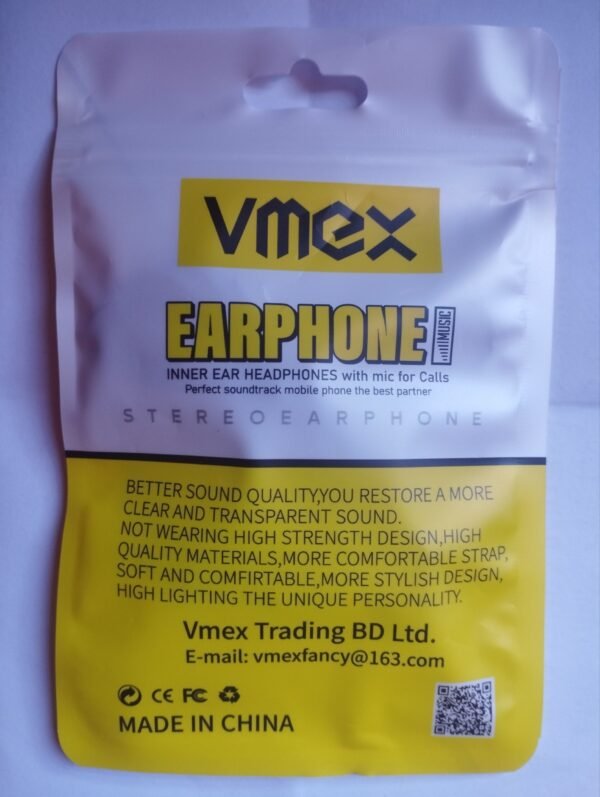 vmex
EARPHONE MUSIC
INNER EAR HEADPHONES with mic for Calls
Perfect soundtrack mobile phone the best partner
STEREOEARPHONE
BETTER SOUND QUALITY,YOU RESTORE A MORE
CLEAR AND TRANSPARENT SOUND.
NOT WEARING HIGH STRENGTH DESIGN,HIGH
QUALITY MATERIALS,MORE COMFORTABLE STRAP,
SOFT AND COMFIRTABLE,MORE STYLISH DESIGN,
HIGH LIGHTING THE UNIQUE PERSONALITY.
Vmex Trading BD Ltd.
E-mail: vmexfancy@163.com
CE FC
MADE IN CHINA